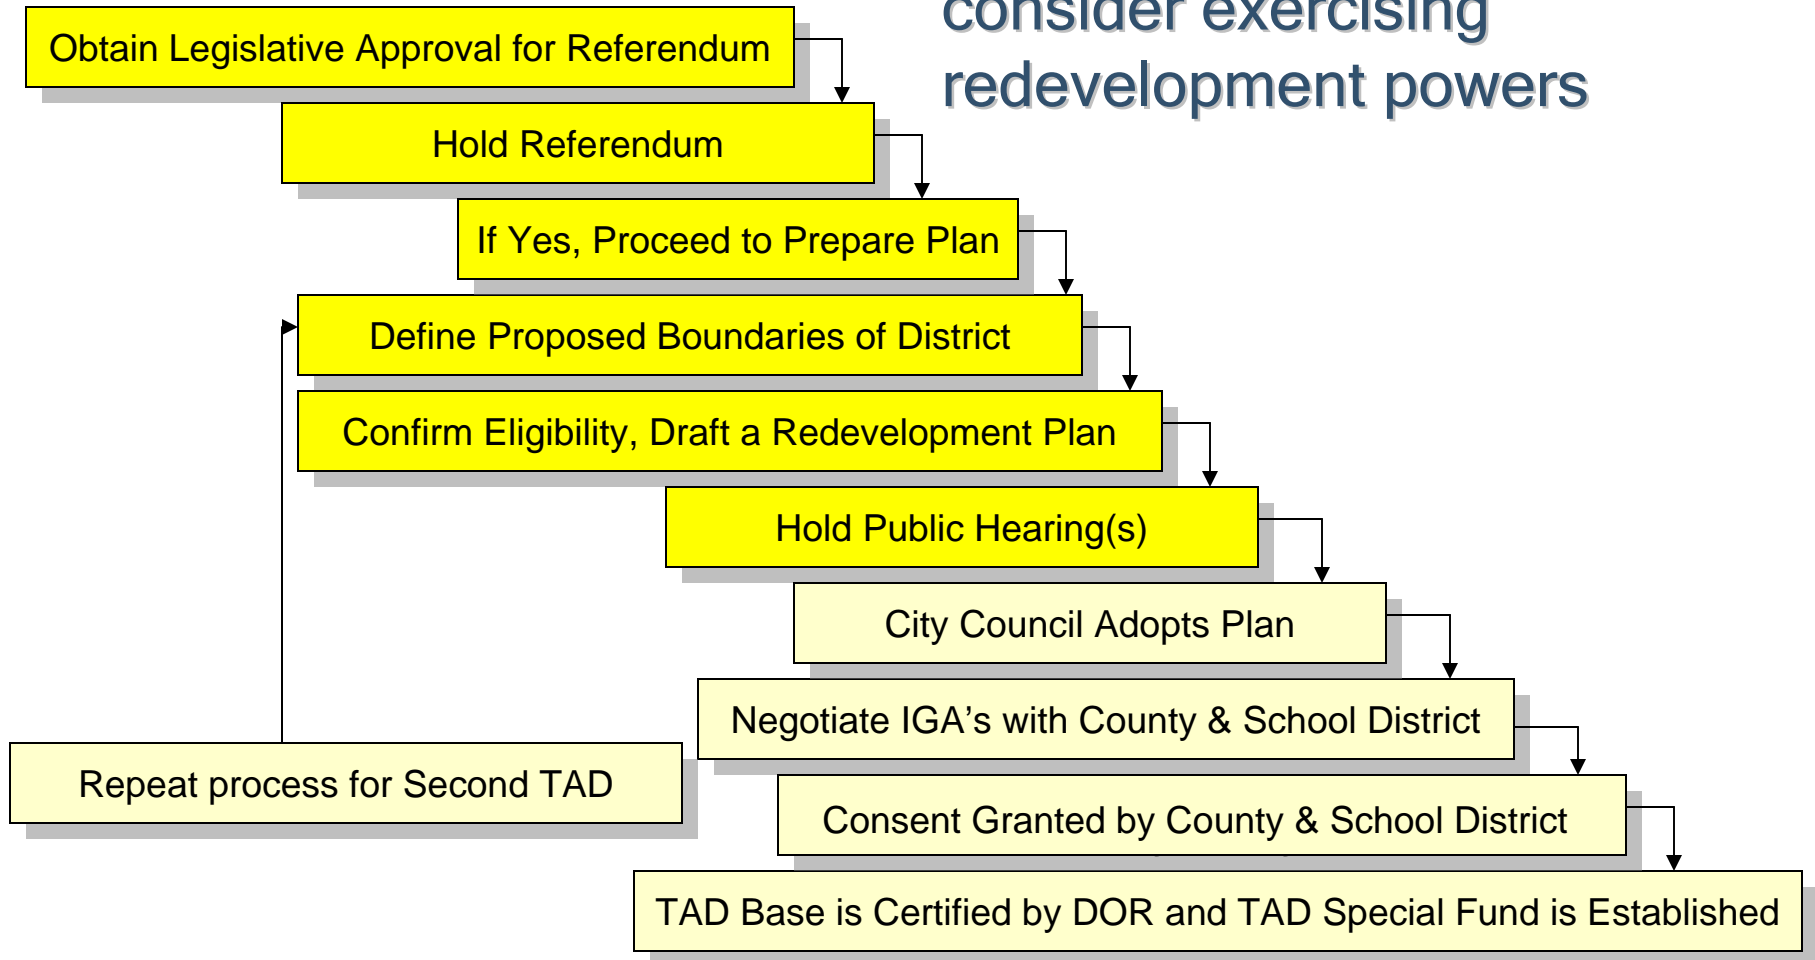 consider exercising
redevelopment powers
Obtain Legislative Approval for Referendum
Hold Referendum
If Yes, Proceed to Prepare Plan
Define Proposed Boundaries of District
Confirm Eligibility, Draft a Redevelopment Plan
Hold Public Hearing(s)
City Council Adopts Plan
Negotiate IGA's with County & School District
Repeat process for Second TAD
Consent Granted by County & School District
TAD Base is Certified by DOR and TAD Special Fund is Established